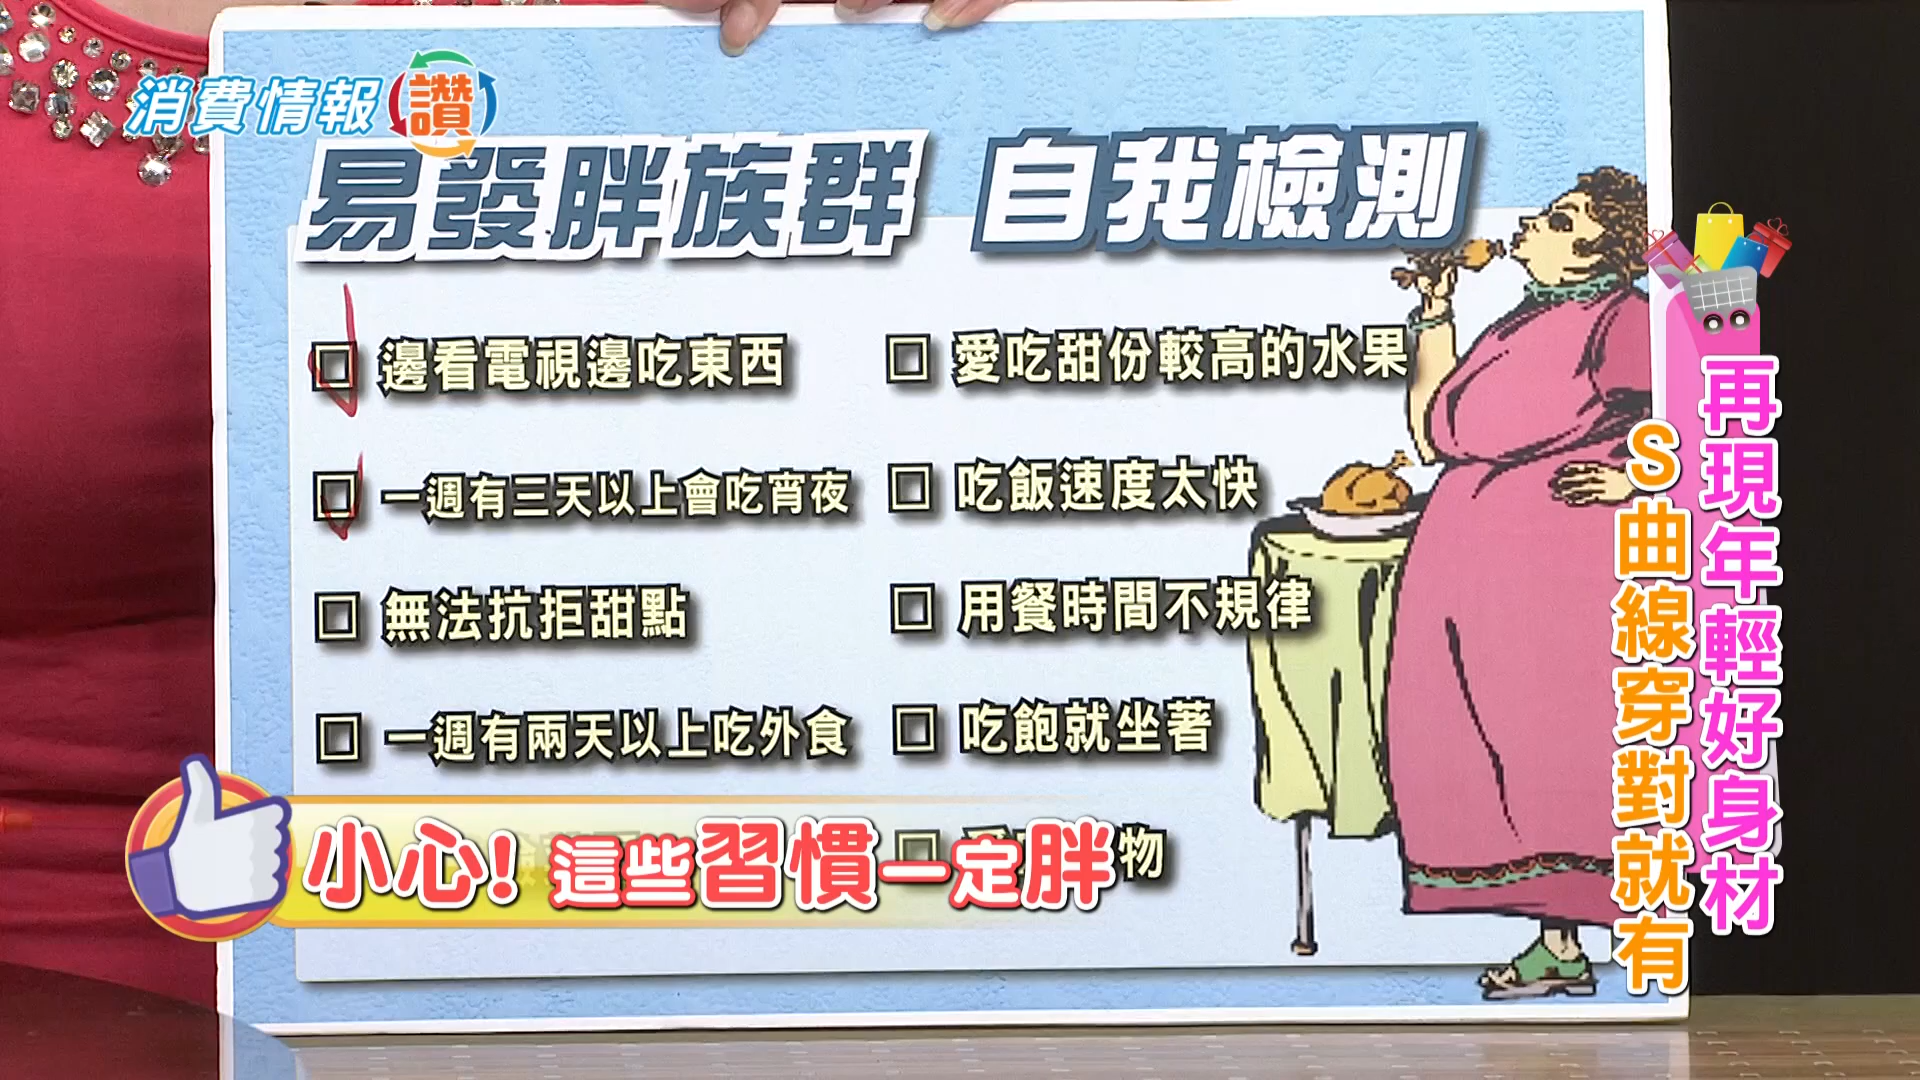 消費情報 讚
易發胖族群 自我檢測
邊看電視邊吃東西
一週有三天以上會吃宵夜
無法抗拒甜點
一週有兩天以上吃外食
愛吃甜份較高的水果
吃飯速度太快
用餐時間不規律
吃飽就坐著
物
小心! 這些習慣一定胖
再現年輕好身材
S曲線穿對就有